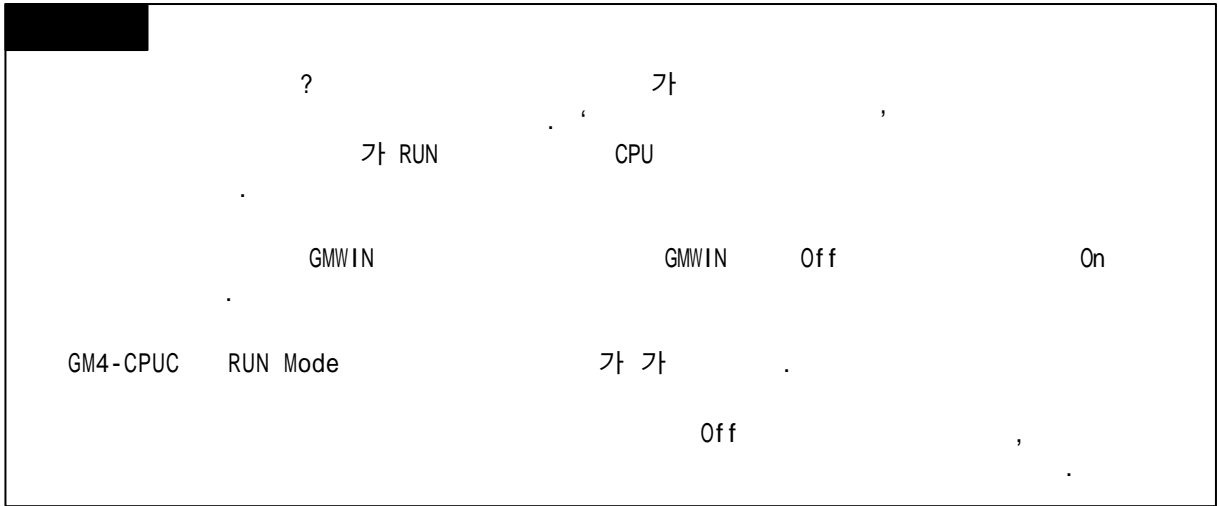 ? 가
. ‘ ’
가 RUN CPU
.
GMWIN GMWIN Off On
.
GM4-CPUC RUN Mode 가 가 .
Off ,
.